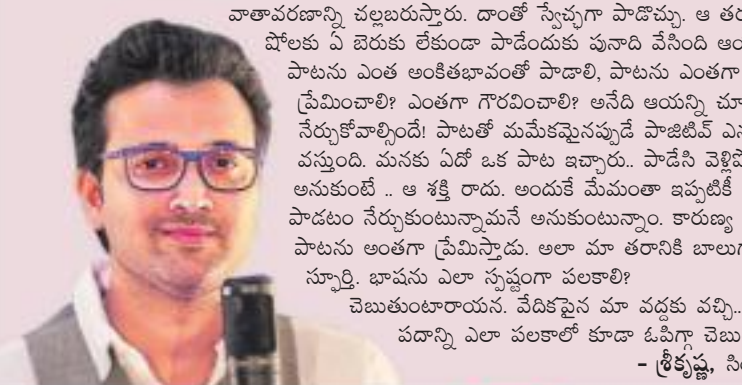 వాతావరణాన్ని చల్లబరుస్తారు. దాంతో స్వేచ్ఛగా పాడొచ్చు. ఆ
షోలకు ఏ బెరుకు లేకుండా పాడేందుకు పునాది వేసింది
పాటను ఎంత అంకితభావంతో పాడాలి, పాటను ఎంతగా
ప్రేమించాలి? ఎంతగా గౌరవించాలి? అనేది ఆయన్ని
నేర్చుకోవాల్సిందే! పాటతో మమేకమైనప్పుడే పాజిటివ్
వస్తుంది. మనకు ఏదో ఒక పాట ఇచ్చారు.. పాడేసి
అనుకుంటే .. ఆ శక్తి రాదు. అందుకే మేమంతా ఇప్పటికీ
పాడటం నేర్చుకుంటున్నామనే అనుకుంటున్నాం. కారుణ్య
పాటను అంతగా ప్రేమిస్తాడు. అలా మా తరానికి
స్ఫూర్తి. భాషను ఎలా స్పష్టంగా పలకాలి?
చెబుతుంటారాయన. వేదికపైన మా వద్దకు వచ్చి..
పదాన్ని ఎలా పలకాలో కూడా ఓపిగ్గా
- శ్రీకృష్ణ,